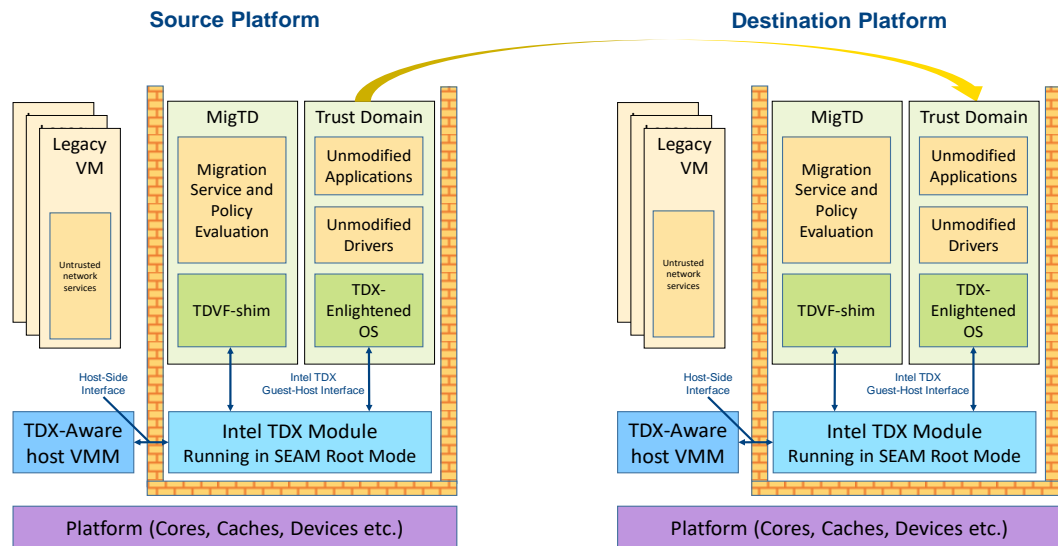 Source Platform
Destination Platform
MigTD
Trust Domain
Legacy
VM
Migration
Service and
Policy
Evaluation
Unmodified
Applications
Unmodified
Drivers
Untrusted
network
services
TDVF-shim
TDX-
Enlightened
OS
Host-Side
Interface
Intel TDX
Guest-Host Interface
TDX-Aware
host VMM
Intel TDX Module
Running in SEAM Root Mode
Platform (Cores, Caches, Devices etc.)
MigTD
Trust Domain
Legacy
VM
Migration
Service and
Policy
Evaluation
Unmodified
Applications
Unmodified
Drivers
Untrusted
network
services
TDVF-shim
TDX-
Enlightened
OS
Host-Side
Interface
Intel TDX
Guest-Host Interface
TDX-Aware
host VMM
Intel TDX Module
Running in SEAM Root Mode
Platform (Cores, Caches, Devices etc.)